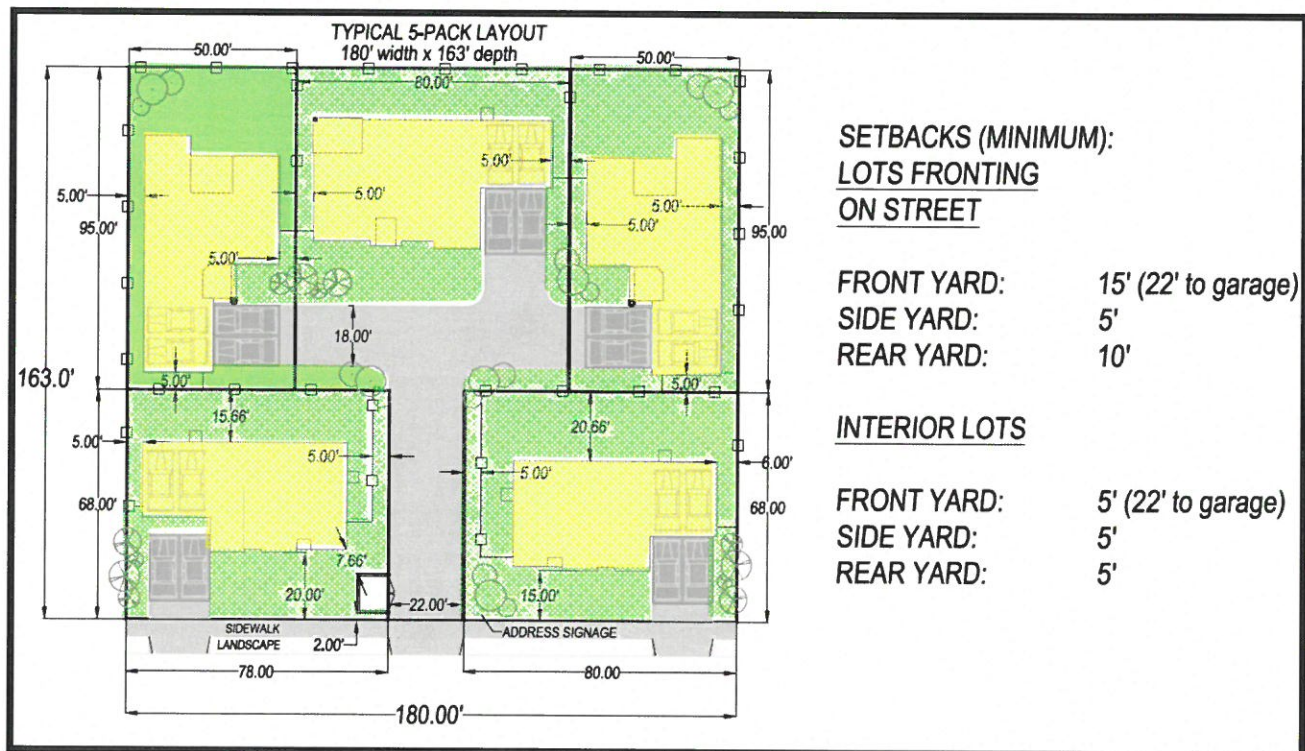 TYPICAL 5-PACK LAYOUT
180' width x 163' depth
50.00'
50.00'
80.00'
SETBACKS (MINIMUM):
LOTS FRONTING
ON STREET
FRONT YARD: 15' (22' to garage)
SIDE YARD: 5'
REAR YARD: 10'
INTERIOR LOTS
FRONT YARD: 5' (22' to garage)
SIDE YARD: 5'
REAR YARD: 5'
5.00'
5.00'
5.00'
5.00'
5.00'
95.00'
5.00'
95.00
18.00'
163.0'
5.00'
5.00'
15.66'
20.66'
5.00'
5.00'
5.00'
6.00'
68.00'
68.00
7.66'
20.00'
22.00'
15.00'
SIDEWALK
LANDSCAPE
2.00'
ADDRESS SIGNAGE
78.00
80.00
180.00'